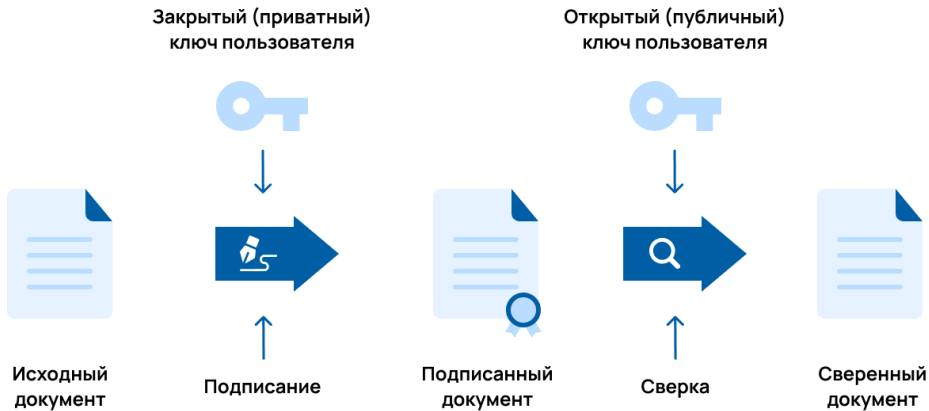 Закрытый (приватный)
ключ пользователя
Открытый (публичный)
ключ пользователя
Исходный
документ
Подписание
Подписанный
документ
Сверка
Сверенный
документ